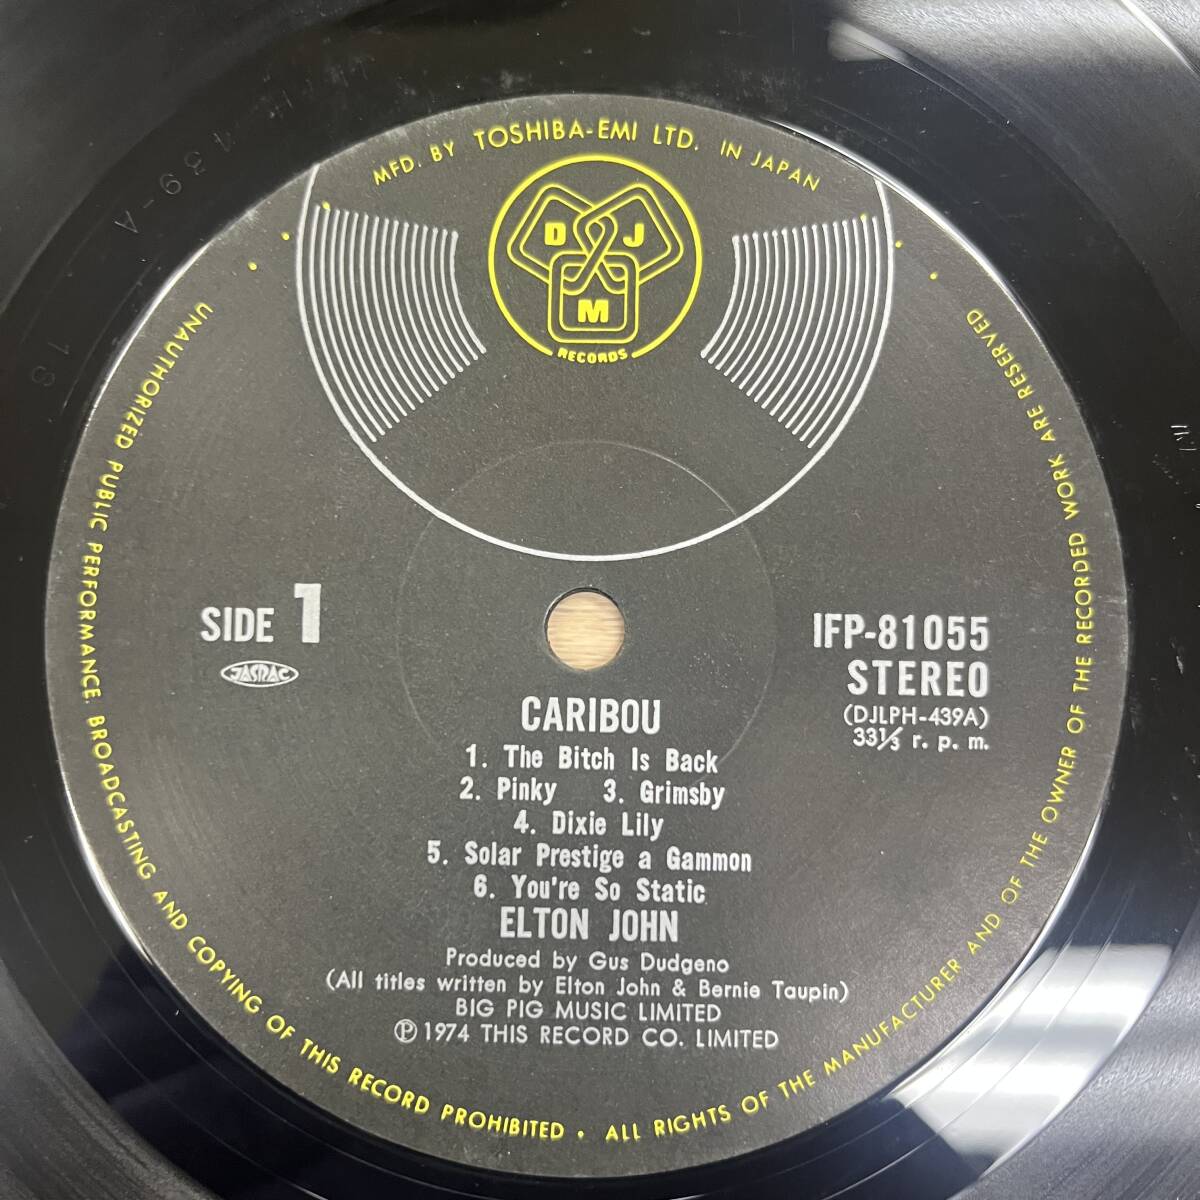 MFD. BY TOSHIBA-EMI LTD. IN JAPAN
D J
M
RECORDS
SIDE 1
JASRAC
IFP-81055
STEREO
(DJLPH-439A)
33⅓ r. p. m.
CARIBOU
1. The Bitch Is Back
2. Pinky 3. Grimsby
4. Dixie Lily
5. Solar Prestige a Gammon
6. You're So Static
ELTON JOHN
Produced by Gus Dudgeno
(All titles written by Elton John & Bernie Taupin)
BIG PIG MUSIC LIMITED
Ⓟ 1974 THIS RECORD CO. LIMITED
UNAUTHORIZED PUBLIC PERFORMANCE. BROADCASTING AND COPYING OF THIS RECORD PROHIBITED • ALL RIGHTS OF THE MANUFACTURER AND OF THE OWNER OF THE RECORDED WORK ARE RESERVED